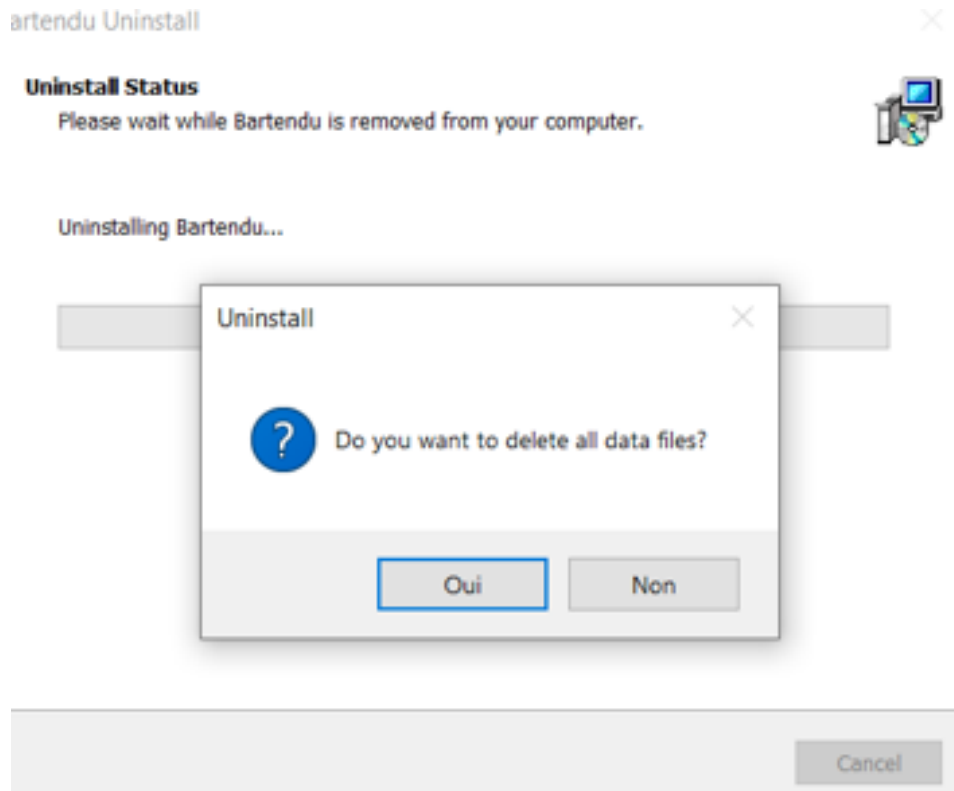 artendu Uninstall
Uninstall Status
Please wait while Bartendu is removed from your computer.
Uninstalling Bartendu...
Uninstall
Do you want to delete all data files?
Oui
Non
Cancel